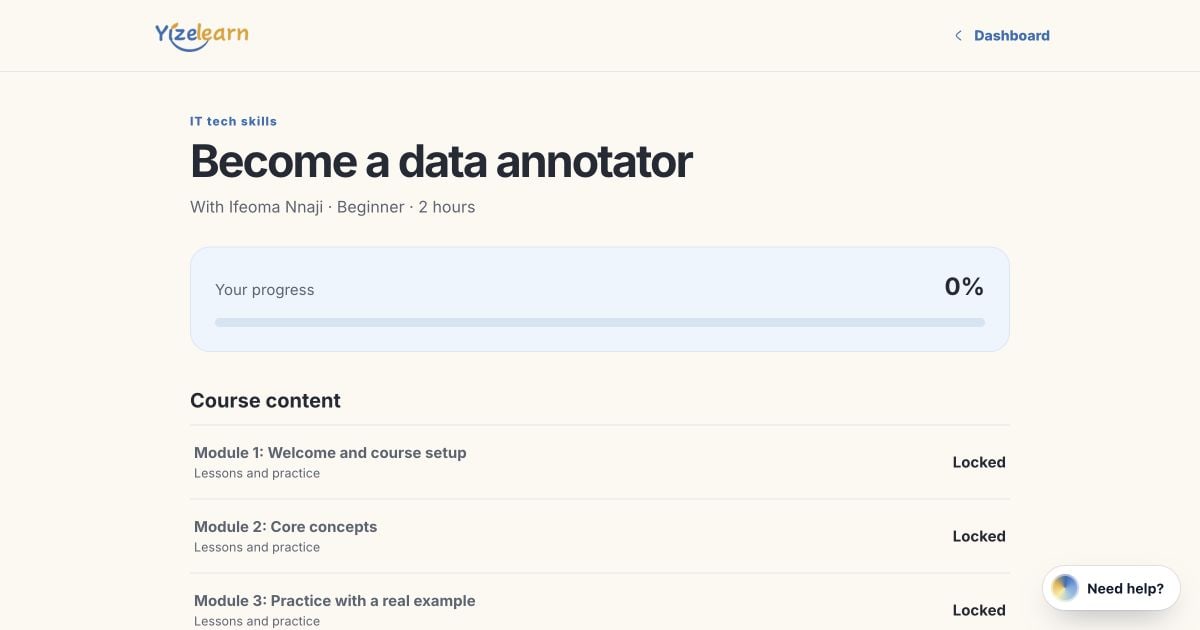 Yizelearn
Dashboard
IT tech skills
Become a data annotator
With Ifeoma Nnaji · Beginner · 2 hours
Your progress
0%
Course content
Module 1: Welcome and course setup
Lessons and practice
Locked
Module 2: Core concepts
Lessons and practice
Locked
Module 3: Practice with a real example
Lessons and practice
Locked
Need help?